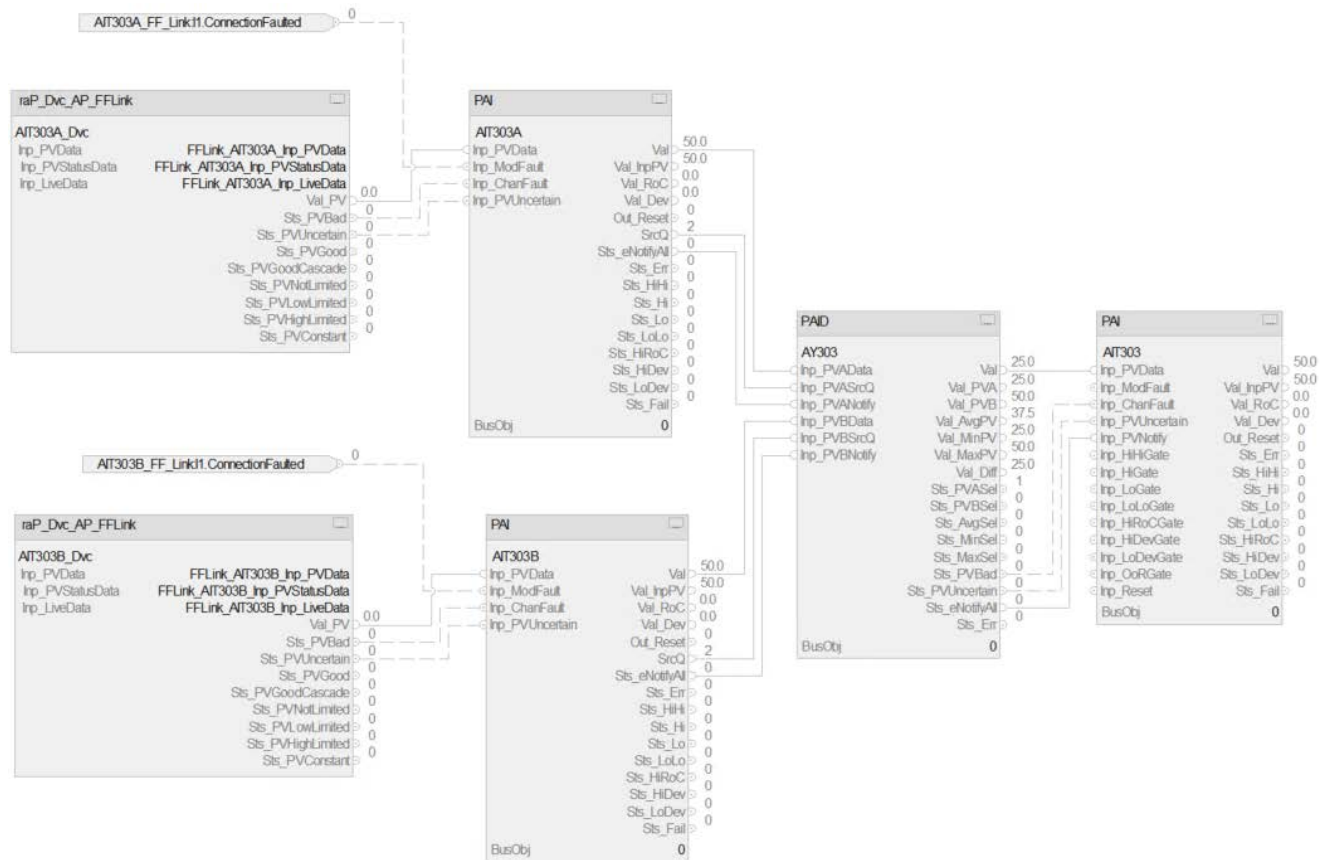 AIT303A_FF_Link:I1.ConnectionFaulted 0
raP_Dvc_AP_FFLink
AIT303A_Dvc
Inp_PVData FFLink_AIT303A_Inp_PVData
Inp_PVStatusData FFLink_AIT303A_Inp_PVStatusData
Inp_LiveData FFLink_AIT303A_Inp_LiveData
Val_PV 0.0
Sts_PVBad 0
Sts_PVUncertain 0
Sts_PVGood 0
Sts_PVGoodCascade 0
Sts_PVNotLimited 0
Sts_PVLowLimited 0
Sts_PVHighLimited 0
Sts_PVConstant 0
PAI
AIT303A
Inp_PVData Val 50.0
Inp_ModFault Val_InpPV 50.0
Inp_ChanFault Val_RoC 0.0
Inp_PVUncertain Val_Dev 0.0
Out_Reset 0
SrcQ 2
Sts_eNotifyAll 0
Sts_Err 0
Sts_HiHi 0
Sts_Hi 0
Sts_Lo 0
Sts_LoLo 0
Sts_HiRoC 0
Sts_HiDev 0
Sts_LoDev 0
Sts_Fail 0
BusObj 0
AIT303B_FF_Link:I1.ConnectionFaulted 0
raP_Dvc_AP_FFLink
AIT303B_Dvc
Inp_PVData FFLink_AIT303B_Inp_PVData
Inp_PVStatusData FFLink_AIT303B_Inp_PVStatusData
Inp_LiveData FFLink_AIT303B_Inp_LiveData
Val_PV 0.0
Sts_PVBad 0
Sts_PVUncertain 0
Sts_PVGood 0
Sts_PVGoodCascade 0
Sts_PVNotLimited 0
Sts_PVLowLimited 0
Sts_PVHighLimited 0
Sts_PVConstant 0
PAI
AIT303B
Inp_PVData Val 50.0
Inp_ModFault Val_InpPV 50.0
Inp_ChanFault Val_RoC 0.0
Inp_PVUncertain Val_Dev 0.0
Out_Reset 0
SrcQ 2
Sts_eNotifyAll 0
Sts_Err 0
Sts_HiHi 0
Sts_Hi 0
Sts_Lo 0
Sts_LoLo 0
Sts_HiRoC 0
Sts_HiDev 0
Sts_LoDev 0
Sts_Fail 0
BusObj 0
PAID
AY303
Inp_PVAData Val 25.0
Inp_PVASrcQ Val_PVA 25.0
Inp_PVANotify Val_PVB 50.0
Inp_PVBData Val_AvgPV 37.5
Inp_PVBSrcQ Val_MinPV 25.0
Inp_PVBNotify Val_MaxPV 50.0
Val_Diff 25.0
Sts_PVASel 1
Sts_PVBSel 0
Sts_AvgSel 0
Sts_MinSel 0
Sts_MaxSel 0
Sts_PVBad 0
Sts_PVUncertain 0
Sts_eNotifyAll 0
Sts_Err 0
BusObj 0
PAI
AIT303
Inp_PVData Val 50.0
Inp_ModFault Val_InpPV 50.0
Inp_ChanFault Val_RoC 0.0
Inp_PVUncertain Val_Dev 0.0
Inp_PVNotify Out_Reset 0
Inp_HiHiGate Sts_Err 0
Inp_HiGate Sts_HiHi 0
Inp_LoGate Sts_Hi 0
Inp_LoLoGate Sts_Lo 0
Inp_HiRoCGate Sts_LoLo 0
Inp_HiDevGate Sts_HiRoC 0
Inp_LoDevGate Sts_HiDev 0
Inp_OoRGate Sts_LoDev 0
Inp_Reset Sts_Fail 0
BusObj 0